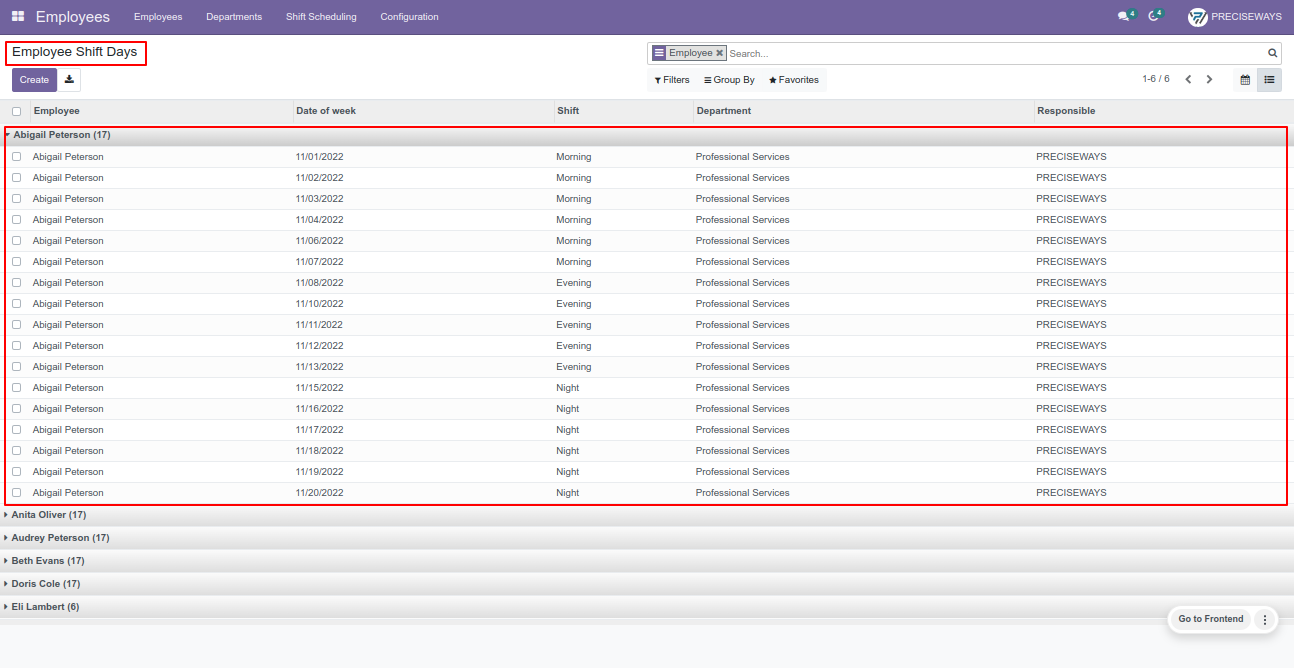 Employees Employees Departments Shift Scheduling Configuration 4 4 PRECISEWAYS
Employee Shift Days Employee Search...
Create Filters Group By Favorites 1-6 / 6
Employee Date of week Shift Department Responsible
Abigail Peterson (17)
Abigail Peterson 11/01/2022 Morning Professional Services PRECISEWAYS
Abigail Peterson 11/02/2022 Morning Professional Services PRECISEWAYS
Abigail Peterson 11/03/2022 Morning Professional Services PRECISEWAYS
Abigail Peterson 11/04/2022 Morning Professional Services PRECISEWAYS
Abigail Peterson 11/06/2022 Morning Professional Services PRECISEWAYS
Abigail Peterson 11/07/2022 Morning Professional Services PRECISEWAYS
Abigail Peterson 11/08/2022 Evening Professional Services PRECISEWAYS
Abigail Peterson 11/10/2022 Evening Professional Services PRECISEWAYS
Abigail Peterson 11/11/2022 Evening Professional Services PRECISEWAYS
Abigail Peterson 11/12/2022 Evening Professional Services PRECISEWAYS
Abigail Peterson 11/13/2022 Evening Professional Services PRECISEWAYS
Abigail Peterson 11/15/2022 Night Professional Services PRECISEWAYS
Abigail Peterson 11/16/2022 Night Professional Services PRECISEWAYS
Abigail Peterson 11/17/2022 Night Professional Services PRECISEWAYS
Abigail Peterson 11/18/2022 Night Professional Services PRECISEWAYS
Abigail Peterson 11/19/2022 Night Professional Services PRECISEWAYS
Abigail Peterson 11/20/2022 Night Professional Services PRECISEWAYS
Anita Oliver (17)
Audrey Peterson (17)
Beth Evans (17)
Doris Cole (17)
Eli Lambert (6)
Go to Frontend